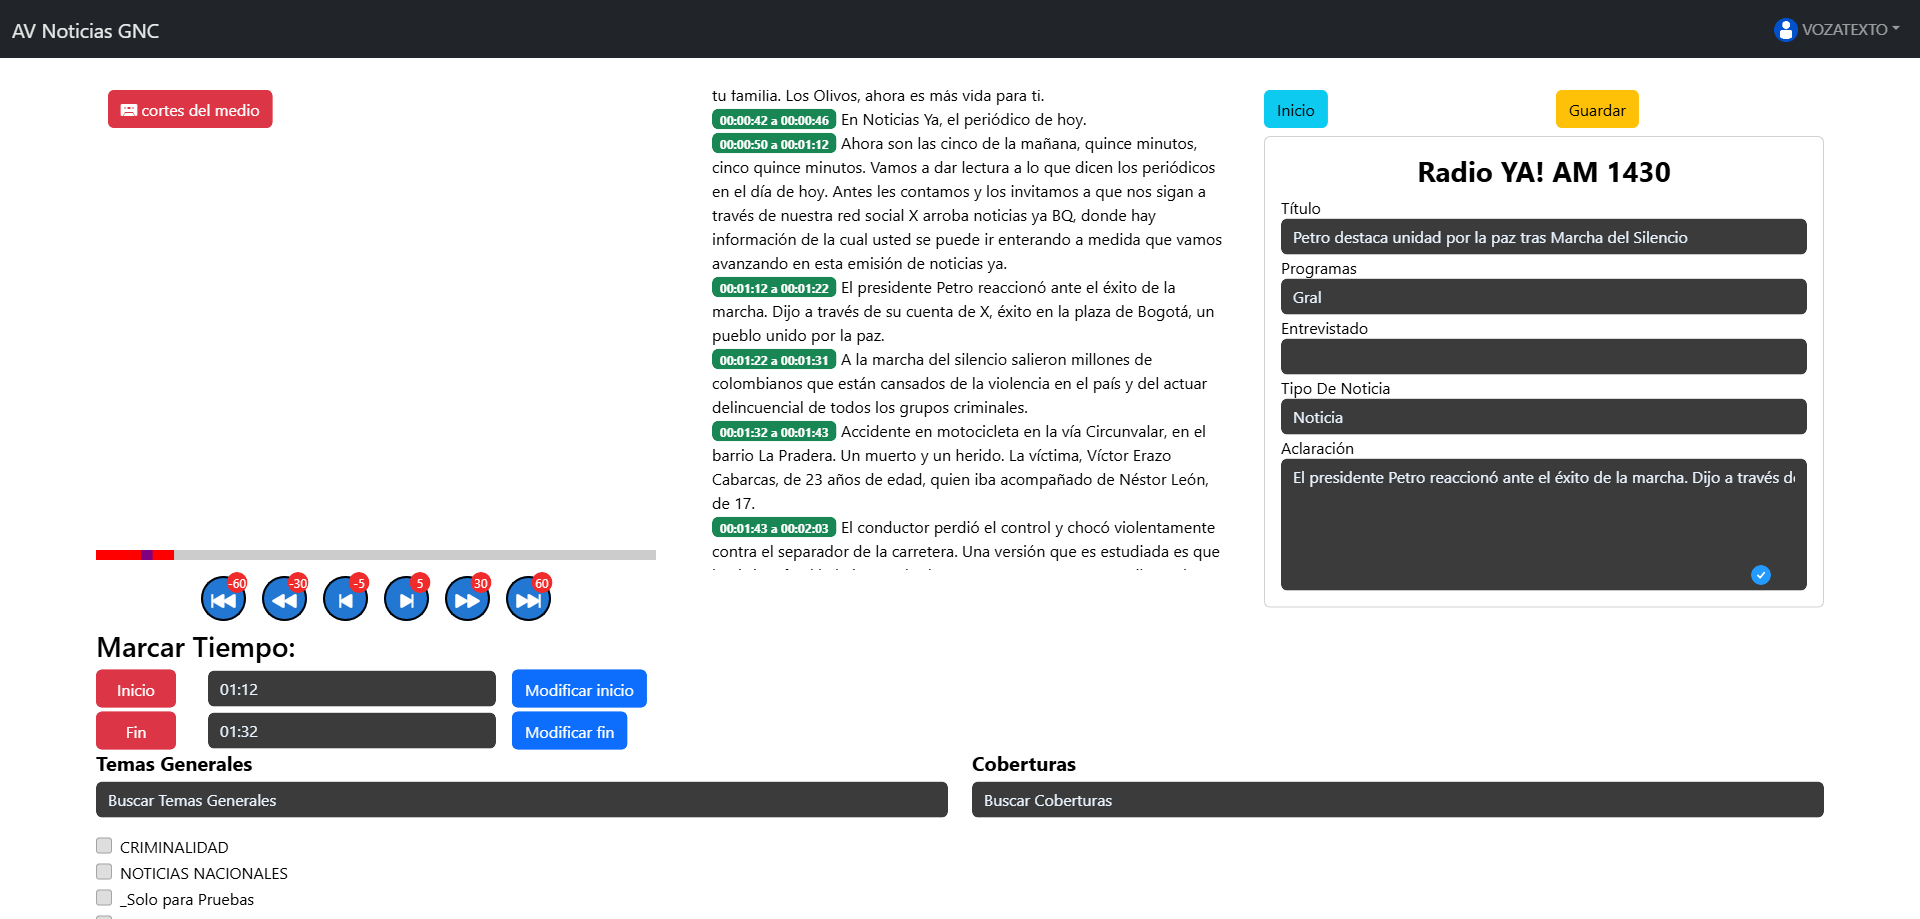 AV Noticias GNC
VOZATEXTO
cortes del medio
-60
-30
-5
5
30
60
Marcar Tiempo:
Inicio
01:12
Modificar inicio
Fin
01:32
Modificar fin
tu familia. Los Olivos, ahora es más vida para ti.
00:00:42 a 00:00:46 En Noticias Ya, el periódico de hoy.
00:00:50 a 00:01:12 Ahora son las cinco de la mañana, quince minutos,
cinco quince minutos. Vamos a dar lectura a lo que dicen los periódicos
en el día de hoy. Antes les contamos y los invitamos a que nos sigan a
través de nuestra red social X arroba noticias ya BQ, donde hay
información de la cual usted se puede ir enterando a medida que vamos
avanzando en esta emisión de noticias ya.
00:01:12 a 00:01:22 El presidente Petro reaccionó ante el éxito de la
marcha. Dijo a través de su cuenta de X, éxito en la plaza de Bogotá, un
pueblo unido por la paz.
00:01:22 a 00:01:31 A la marcha del silencio salieron millones de
colombianos que están cansados de la violencia en el país y del actuar
delincuencial de todos los grupos criminales.
00:01:32 a 00:01:43 Accidente en motocicleta en la vía Circunvalar, en el
barrio La Pradera. Un muerto y un herido. La víctima, Víctor Erazo
Cabarcas, de 23 años de edad, quien iba acompañado de Néstor León,
de 17.
00:01:43 a 00:02:03 El conductor perdió el control y chocó violentamente
contra el separador de la carretera. Una versión que es estudiada es que
Inicio
Guardar
Radio YA! AM 1430
Título
Petro destaca unidad por la paz tras Marcha del Silencio
Programas
Gral
Entrevistado
Tipo De Noticia
Noticia
Aclaración
El presidente Petro reaccionó ante el éxito de la marcha. Dijo a través de
Temas Generales
Buscar Temas Generales
CRIMINALIDAD
NOTICIAS NACIONALES
_Solo para Pruebas
Coberturas
Buscar Coberturas